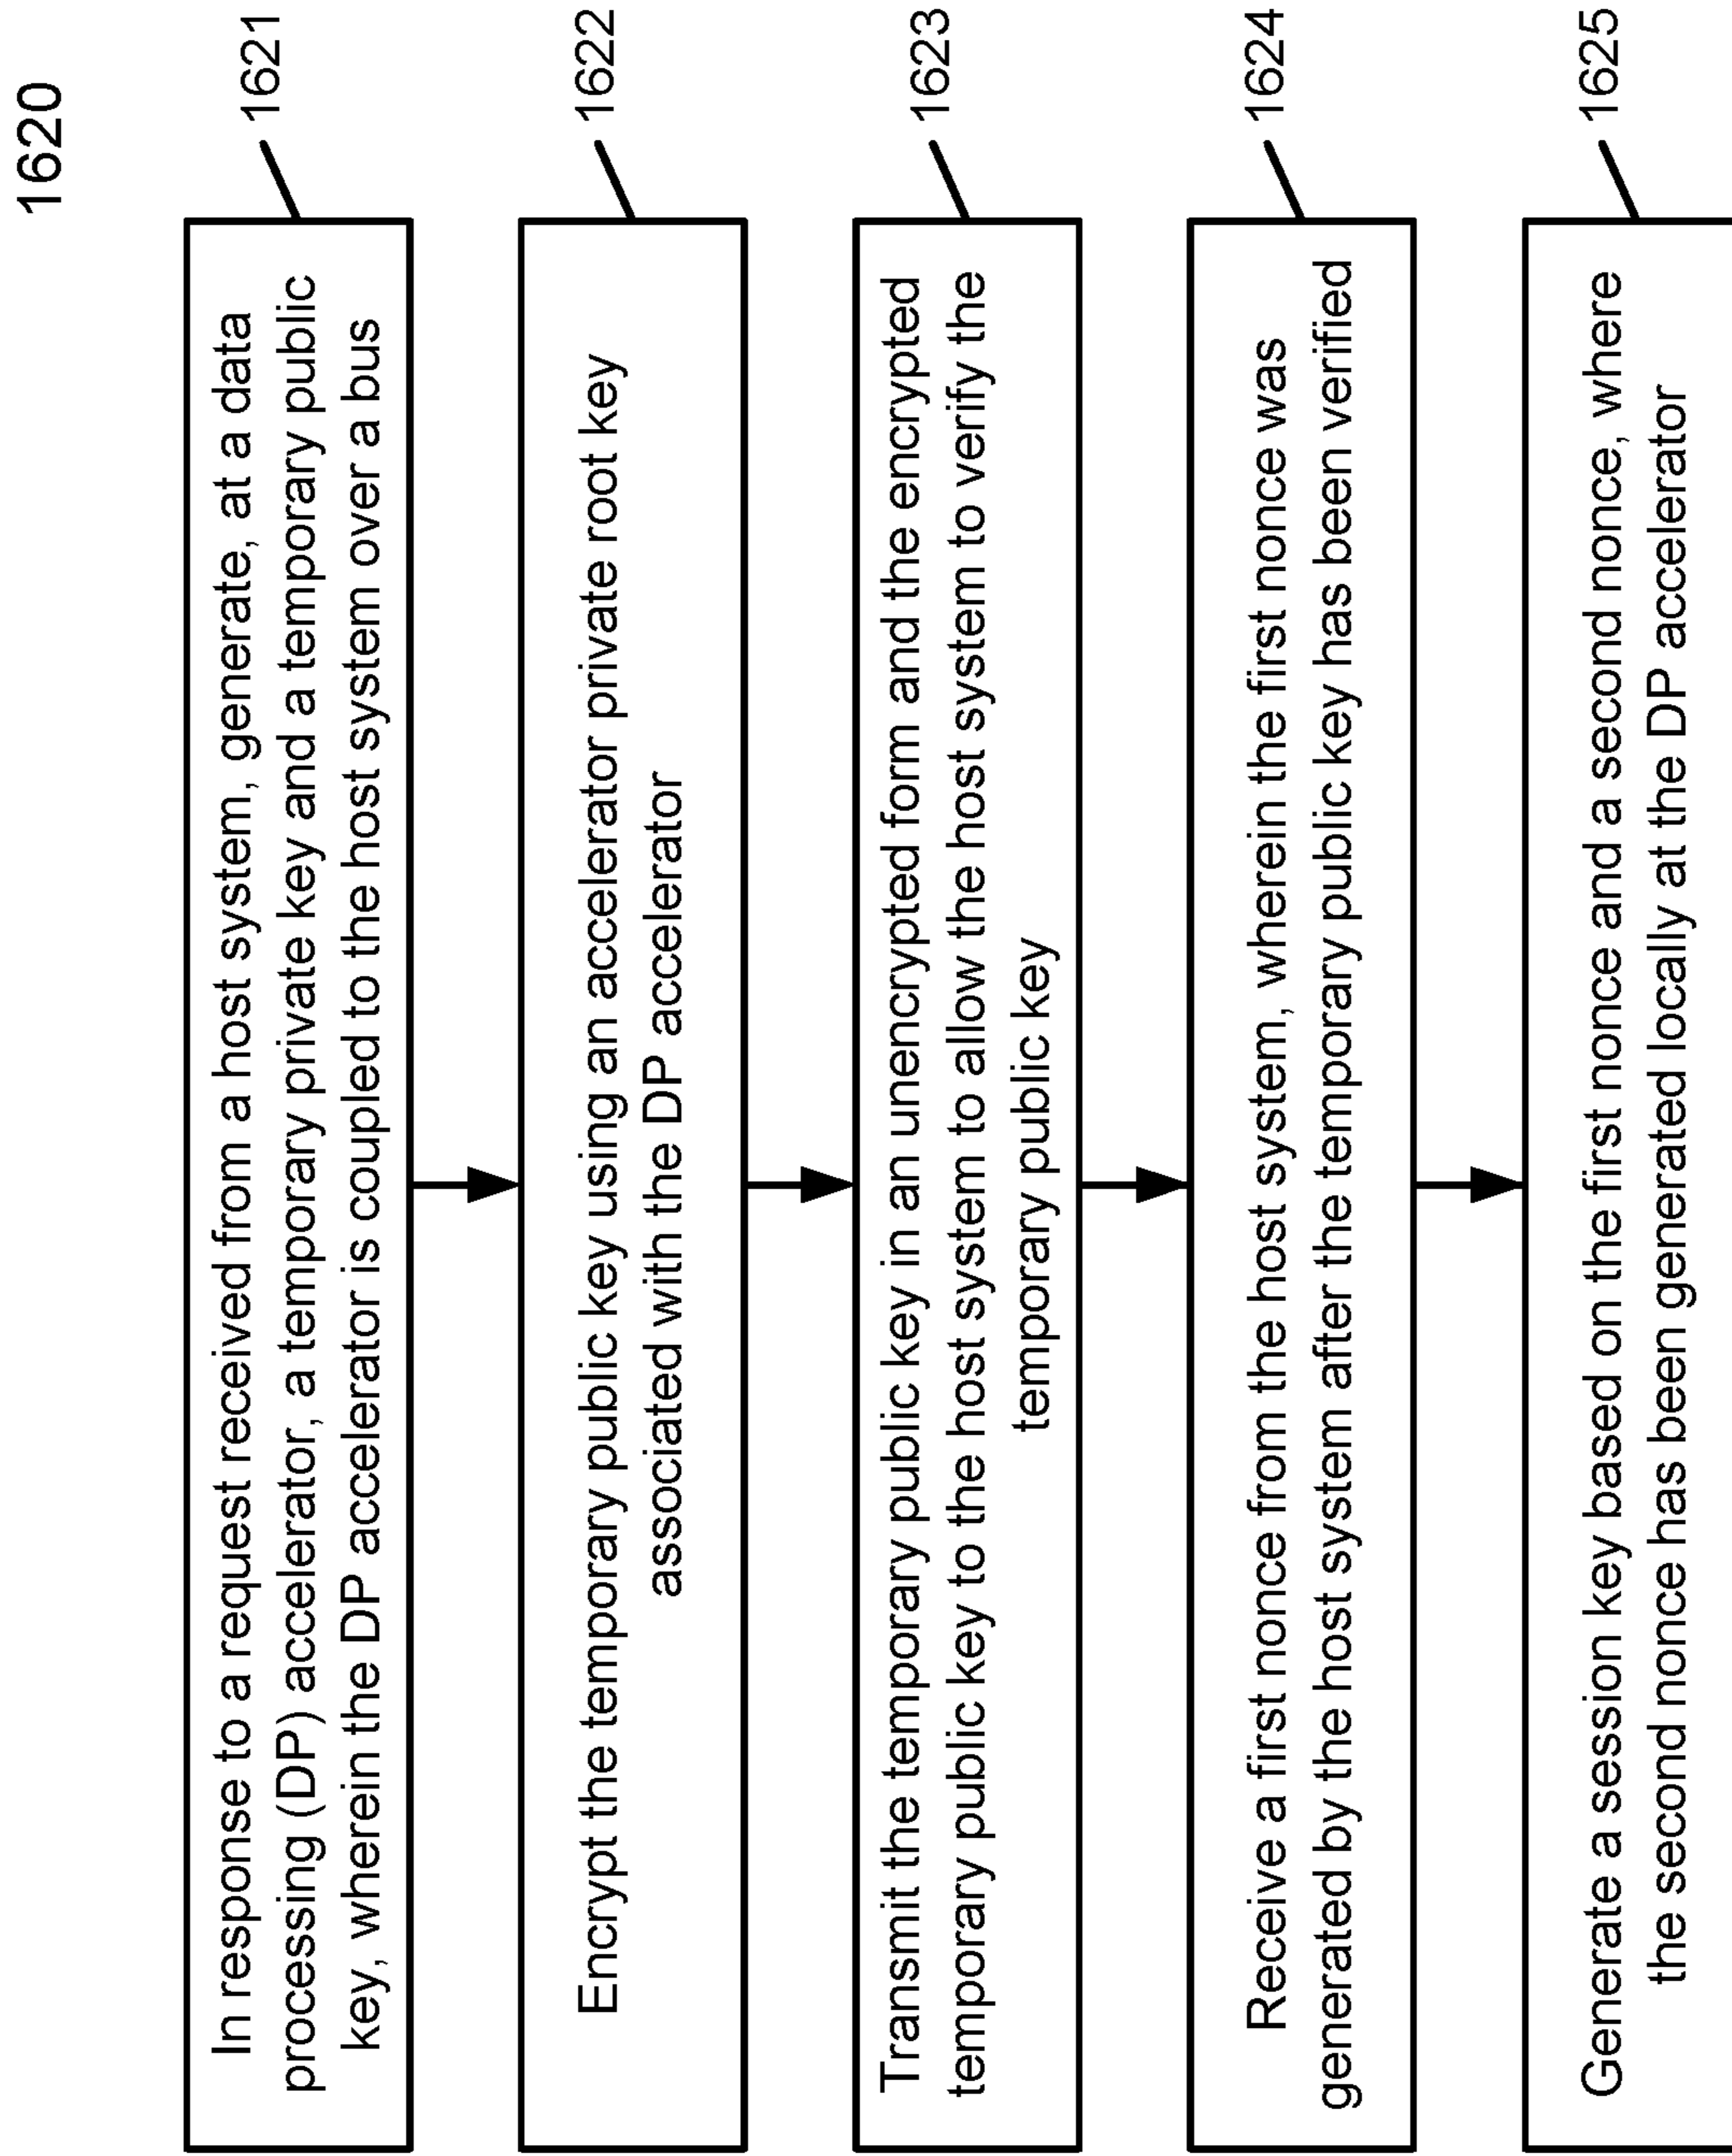 1620
In response to a request received from a host system, generate, at a data
processing (DP) accelerator, a temporary private key and a temporary public
key, wherein the DP accelerator is coupled to the host system over a bus
1621
Encrypt the temporary public key using an accelerator private root key
associated with the DP accelerator
1622
Transmit the temporary public key in an unencrypted form and the encrypted
temporary public key to the host system to allow the host system to verify the
temporary public key
1623
Receive a first nonce from the host system, wherein the first nonce was
generated by the host system after the temporary public key has been verified
1624
Generate a session key based on the first nonce and a second nonce, where
the second nonce has been generated locally at the DP accelerator
1625